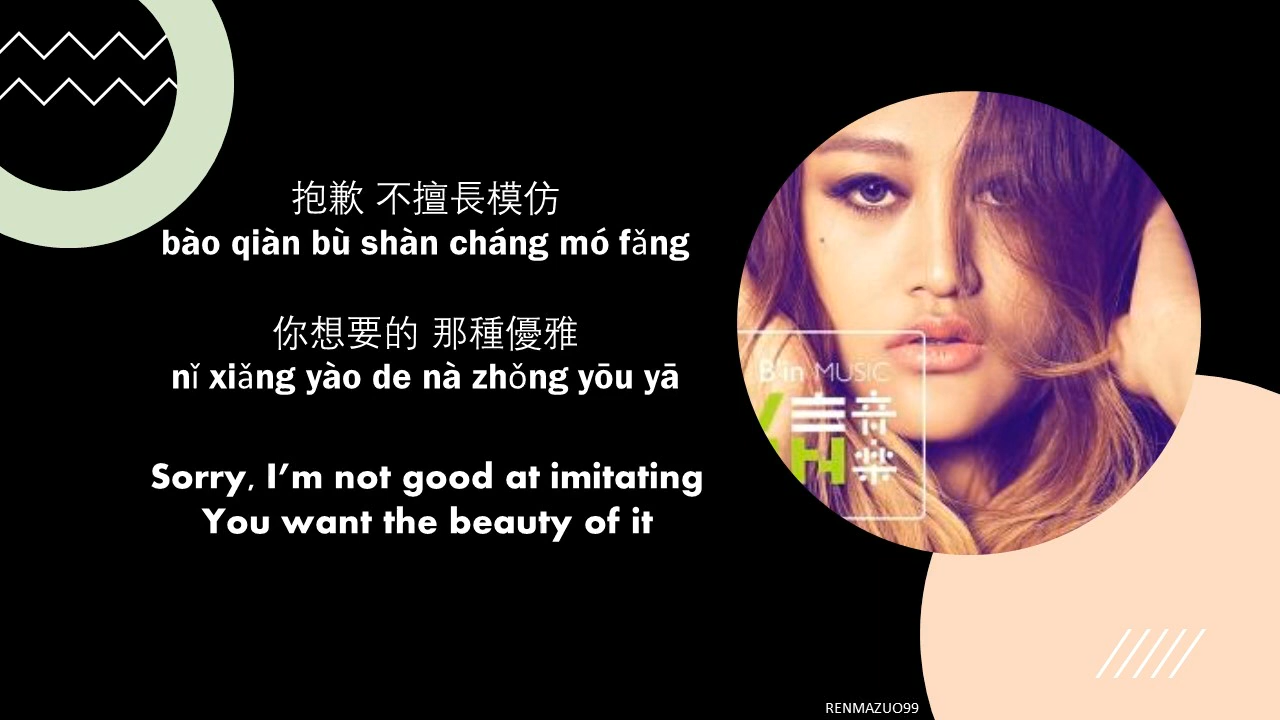 抱歉 不擅長模仿
bào qiàn bù shàn cháng mó fǎng
你想要的 那種優雅
nǐ xiǎng yào de nà zhǒng yōu yā
Sorry, I’m not good at imitating
You want the beauty of it
B'in MUSIC
言音
樂
RENMAZUO99